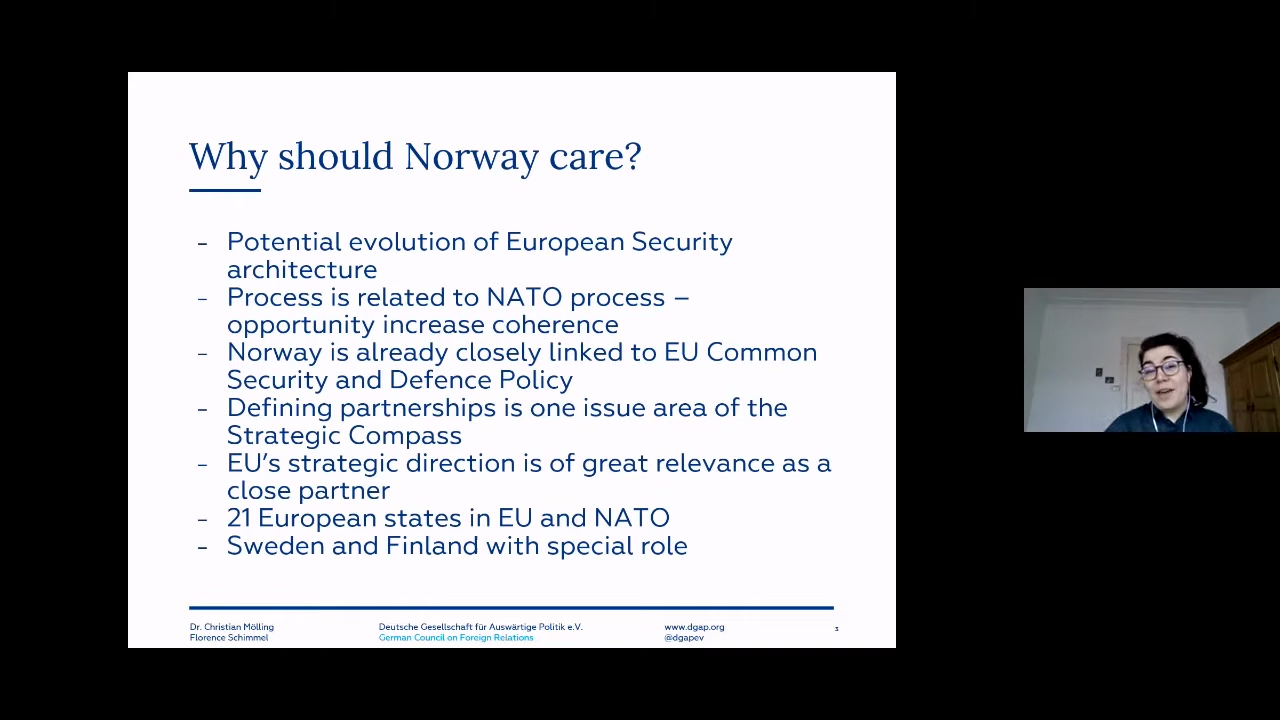 Why should Norway care?
- Potential evolution of European Security
architecture
- Process is related to NATO process –
opportunity increase coherence
- Norway is already closely linked to EU Common
Security and Defence Policy
- Defining partnerships is one issue area of the
Strategic Compass
- EU’s strategic direction is of great relevance as a
close partner
- 21 European states in EU and NATO
- Sweden and Finland with special role
Dr. Christian Mölling
Florence Schimmel
Deutsche Gesellschaft für Auswärtige Politik e.V.
German Council on Foreign Relations
www.dgap.org
@dgapev
3